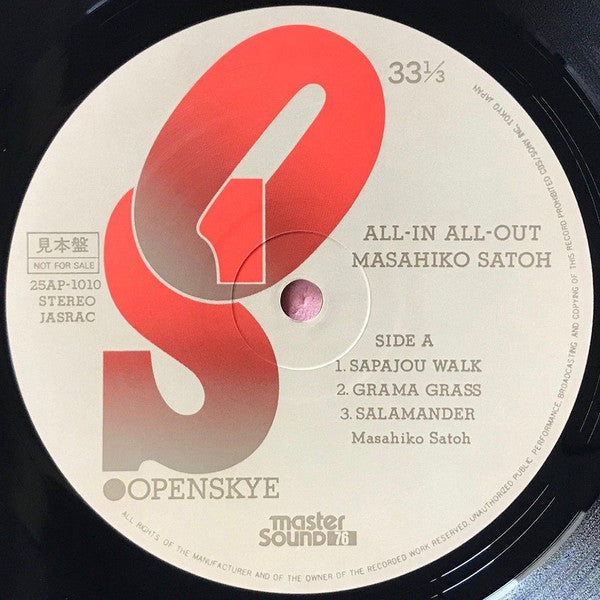 33⅓
ALL-IN ALL-OUT
MASAHIKO SATOH
見本盤
NOT FOR SALE
25AP-1010
STEREO
JASRAC
SIDE A
1. SAPAJOU WALK
2. GRAMA GRASS
3. SALAMANDER
Masahiko Satoh
OPENSKYE
master
sound 76
ALL RIGHTS OF THE MANUFACTURER AND OF THE OWNER OF THE RECORDED WORK RESERVED. UNAUTHORIZED PUBLIC PERFORMANCE, BROADCASTING AND COPYING OF THIS RECORD PROHIBITED CBS/SONY INC. TOKYO JAPAN